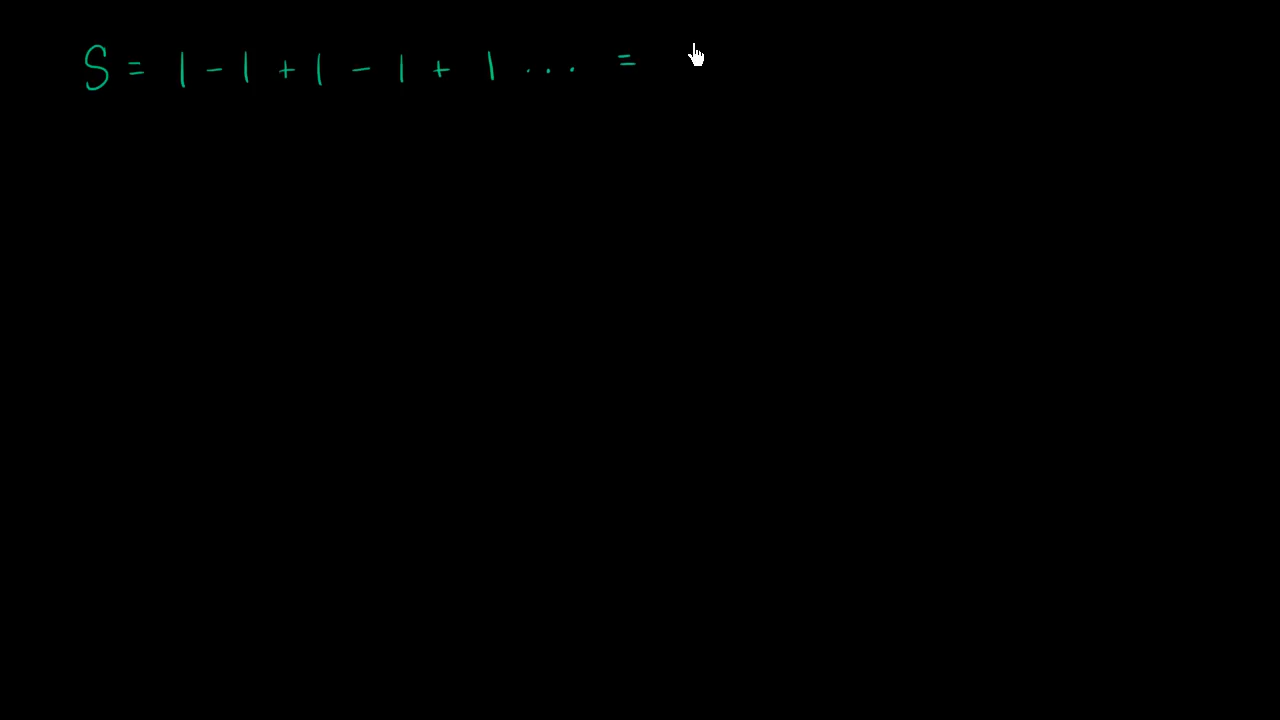 S = 1 - 1 + 1 - 1 + 1 ... =